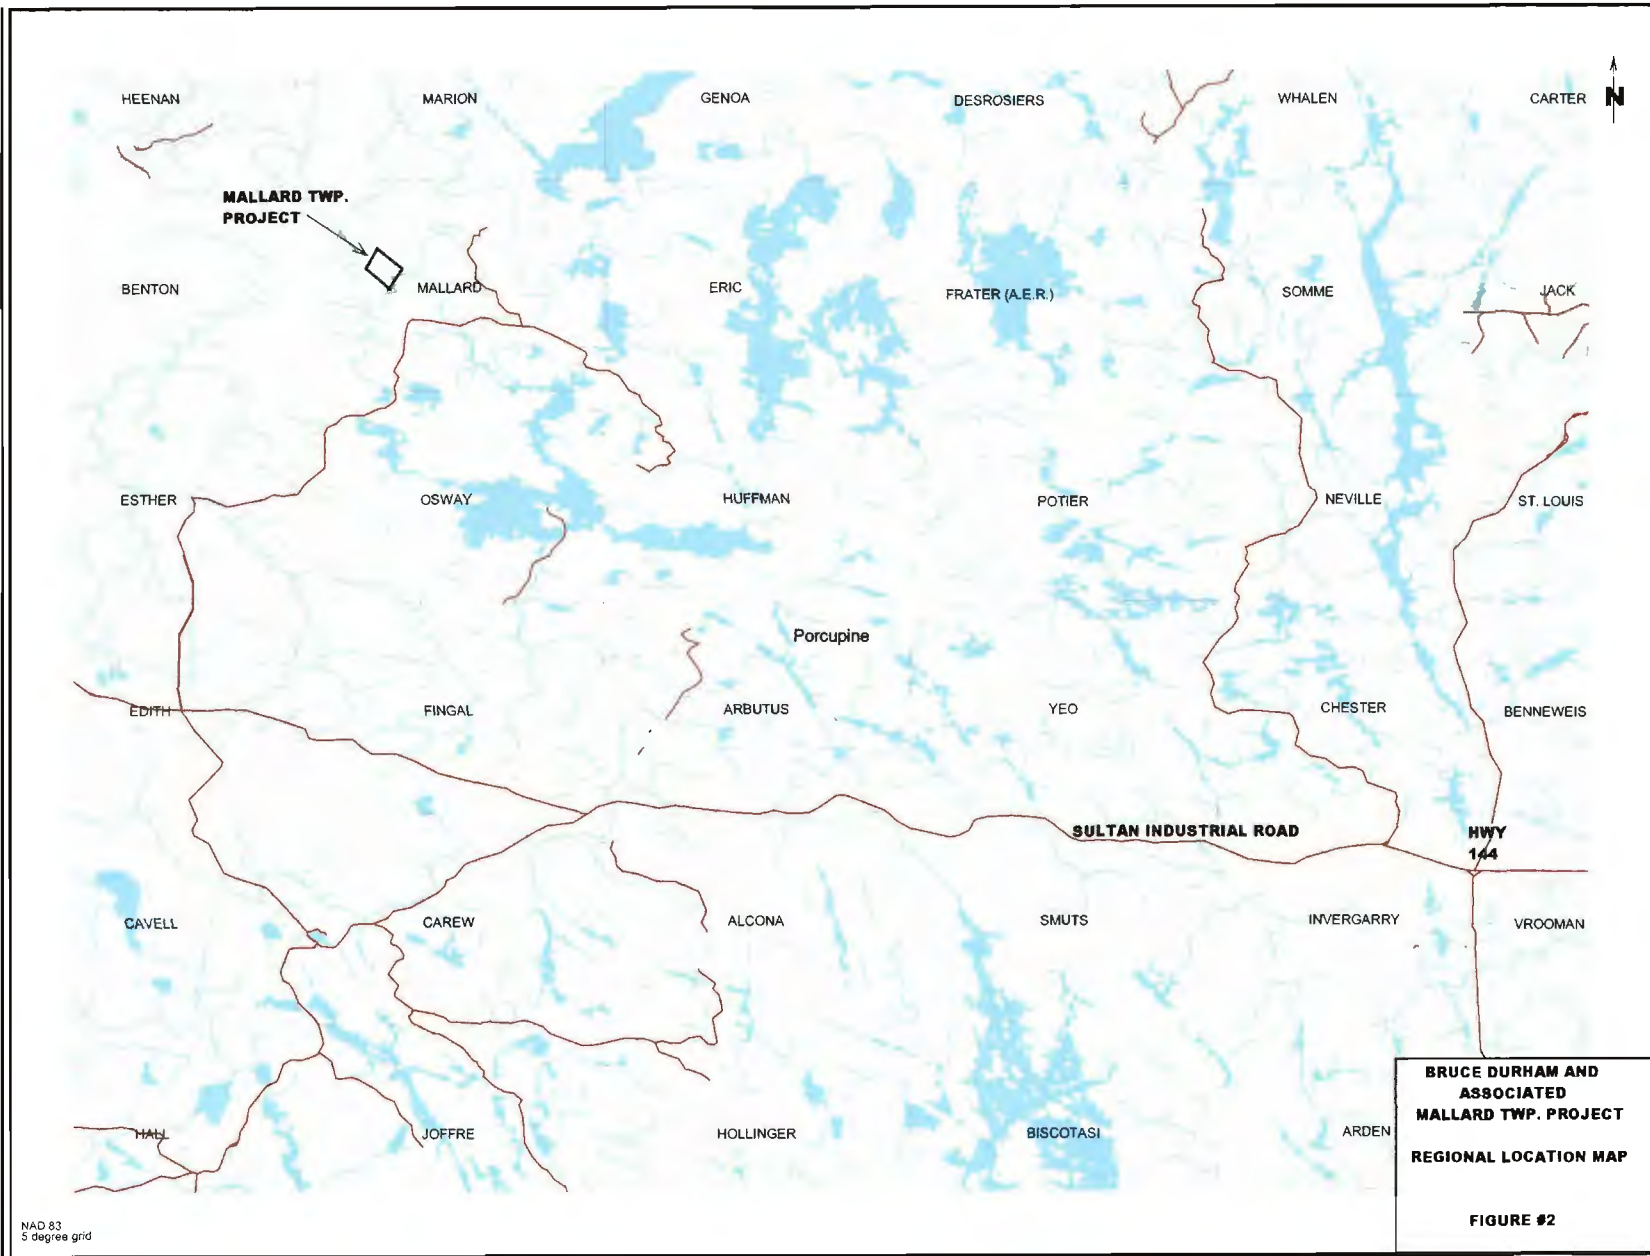 HEENAN
MARION
GENOA
DESROSIERS
WHALEN
CARTER
N
MALLARD TWP.
PROJECT
BENTON
MALLARD
ERIC
FRATER (A.E.R.)
SOMME
JACK
ESTHER
OSWAY
HUFFMAN
POTIER
NEVILLE
ST. LOUIS
Porcupine
EDITH
FINGAL
ARBUTUS
YEO
CHESTER
BENNEWEIS
SULTAN INDUSTRIAL ROAD
HWY
144
CAVELL
CAREW
ALCONA
SMUTS
INVERGARRY
VROOMAN
HALL
JOFFRE
HOLLINGER
BISCOTASI
ARDEN
BRUCE DURHAM AND
ASSOCIATED
MALLARD TWP. PROJECT
REGIONAL LOCATION MAP
FIGURE #2
NAD 83
5 degree grid